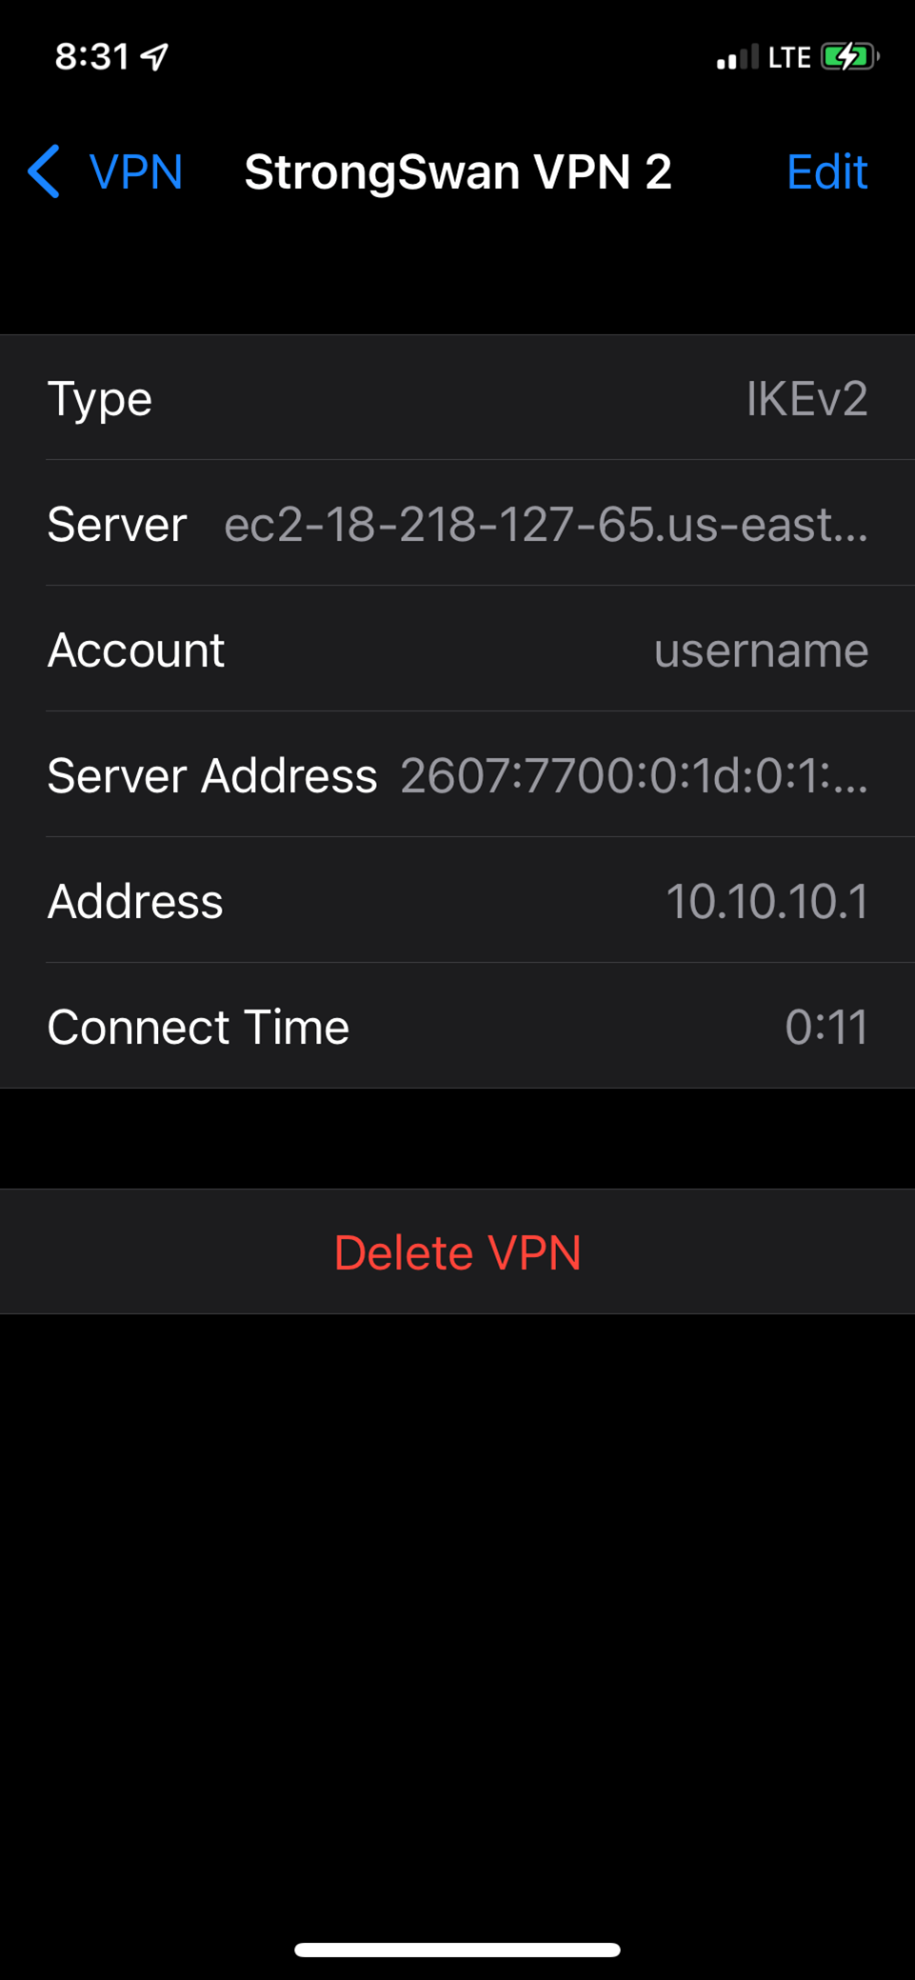 8:31 LTE
VPN StrongSwan VPN 2 Edit
Type IKEv2
Server ec2-18-218-127-65.us-east...
Account username
Server Address 2607:7700:0:1d:0:1:...
Address 10.10.10.1
Connect Time 0:11
Delete VPN